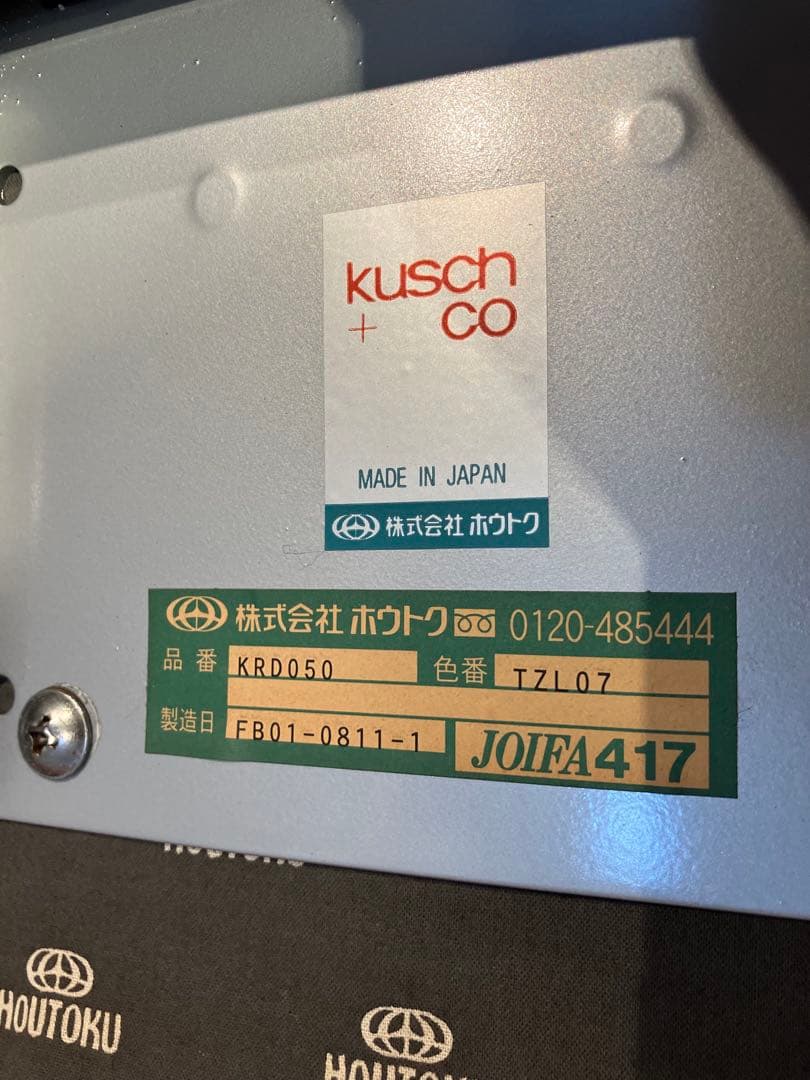 kusch
+ co
MADE IN JAPAN
株式会社 ホウトク
株式会社 ホウトク 0120-485444
品番 KRD050 色番 TZL07
製造日 FB01-0811-1 JOIFA417
HOUTOKU
HOUTOKU